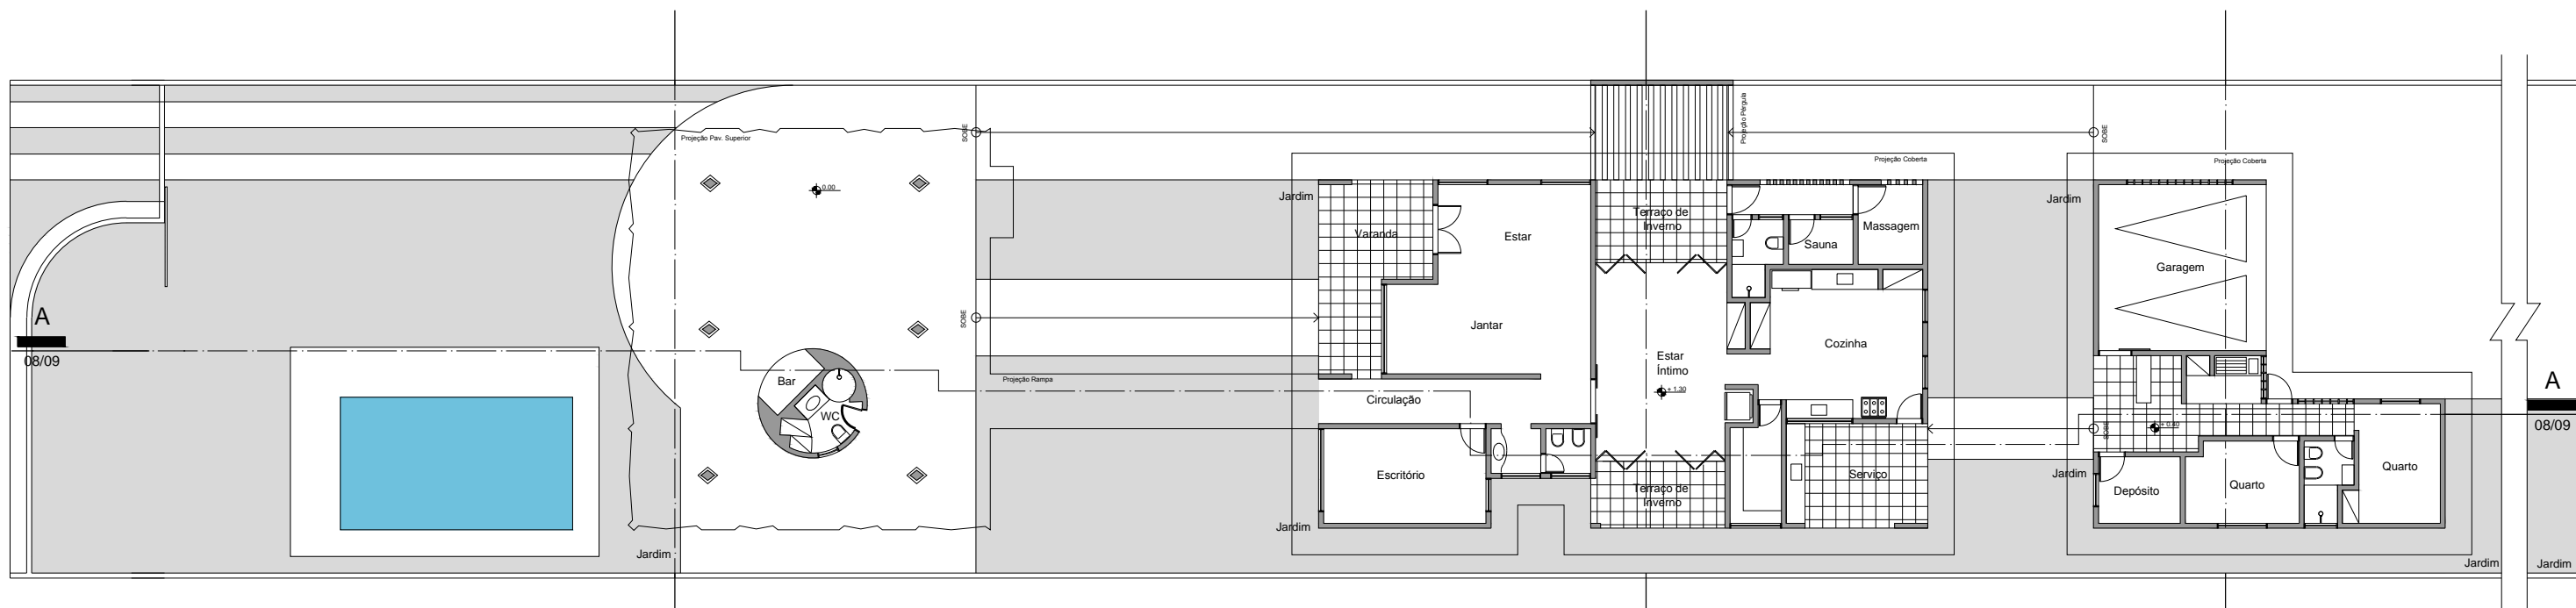 Projeção Pav. Superior
0.00
SOBE
SOBE
Projeção Rampa
A
08/09
Bar
WC
Jardim
Jardim
Varanda
Estar
Jantar
Circulação
Escritório
Jardim
Terraço de
Inverno
Projeção Pérgula
Projeção Coberta
Massagem
Sauna
Estar
Íntimo
+ 1.30
Cozinha
Serviço
Terraço de
Inverno
SOBE
Projeção Coberta
Jardim
Garagem
SOBE
Jardim
Depósito
Quarto
Quarto
Jardim
A
08/09
Jardim